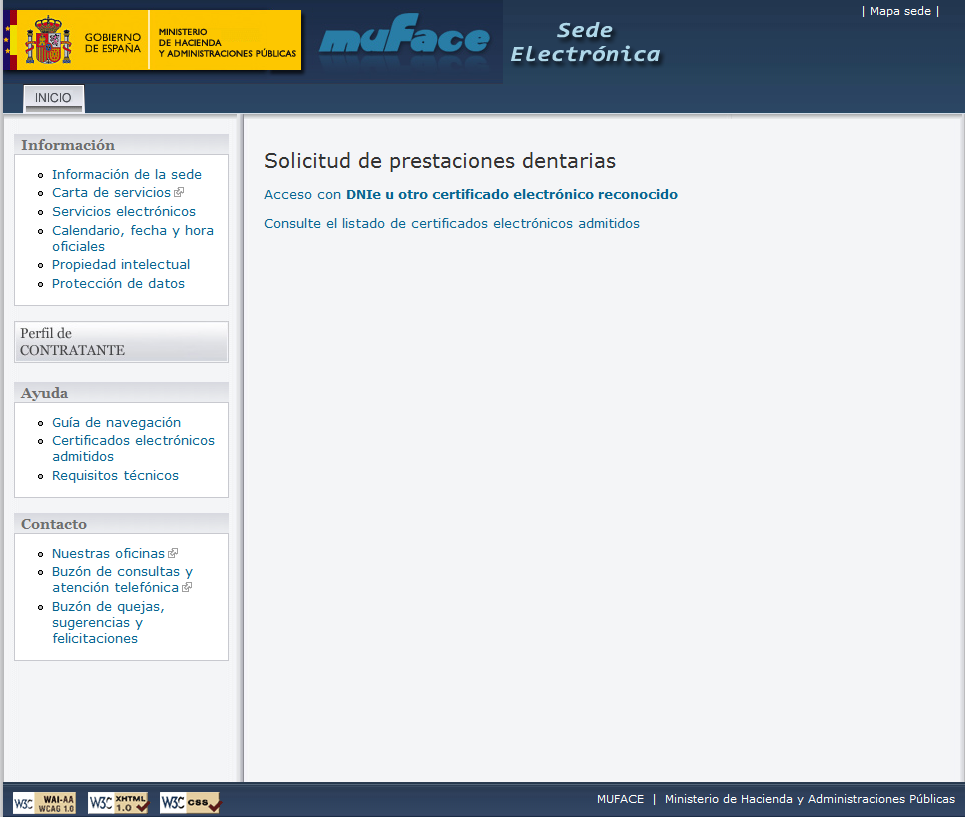 | Mapa sede |
GOBIERNO
DE ESPAÑA
MINISTERIO
DE HACIENDA
Y ADMINISTRACIONES PÚBLICAS
muface
Sede
Electrónica
INICIO
Información
Información de la sede
Carta de servicios
Servicios electrónicos
Calendario, fecha y hora
oficiales
Propiedad intelectual
Protección de datos
Perfil de
CONTRATANTE
Ayuda
Guía de navegación
Certificados electrónicos
admitidos
Requisitos técnicos
Contacto
Nuestras oficinas
Buzón de consultas y
atención telefónica
Buzón de quejas,
sugerencias y
felicitaciones
Solicitud de prestaciones dentarias
Acceso con DNIe u otro certificado electrónico reconocido
Consulte el listado de certificados electrónicos admitidos
W3C WAI-AA
WCAG 1.0
W3C XHTML
1.0
W3C CSS
MUFACE | Ministerio de Hacienda y Administraciones Públicas